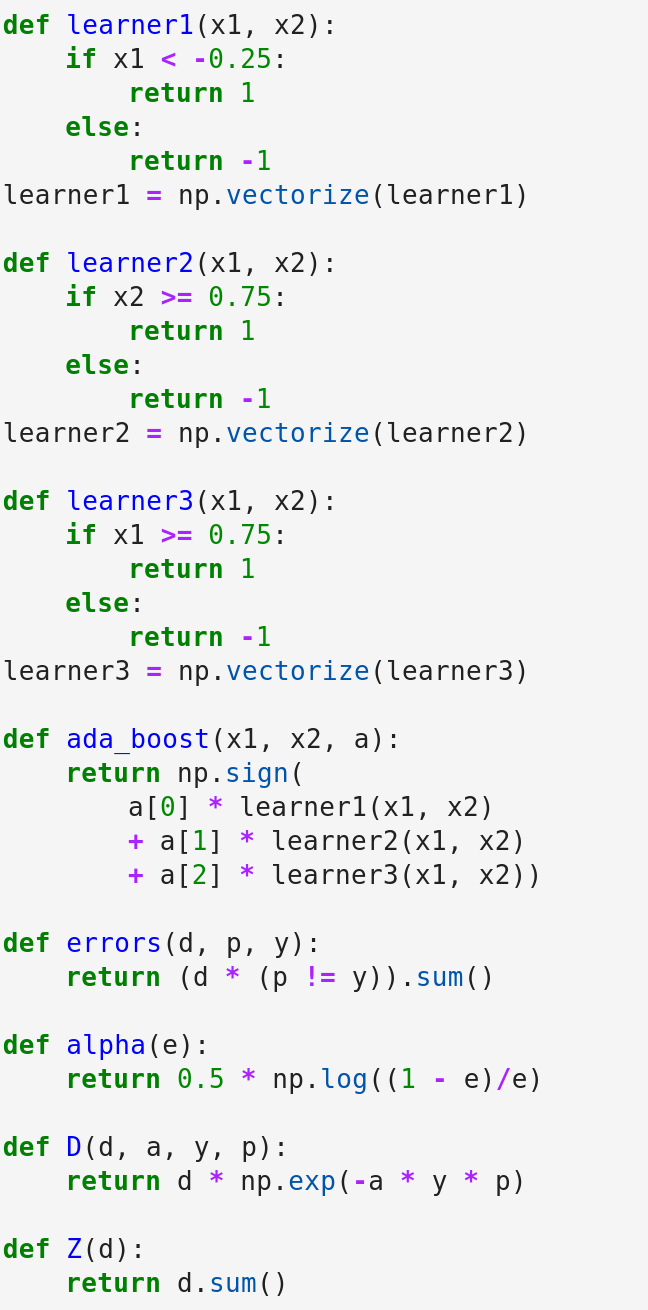 def learner1(x1, x2):
    if x1 < -0.25:
        return 1
    else:
        return -1
learner1 = np.vectorize(learner1)

def learner2(x1, x2):
    if x2 >= 0.75:
        return 1
    else:
        return -1
learner2 = np.vectorize(learner2)

def learner3(x1, x2):
    if x1 >= 0.75:
        return 1
    else:
        return -1
learner3 = np.vectorize(learner3)

def ada_boost(x1, x2, a):
    return np.sign(
        a[0] * learner1(x1, x2)
        + a[1] * learner2(x1, x2)
        + a[2] * learner3(x1, x2))

def errors(d, p, y):
    return (d * (p != y)).sum()

def alpha(e):
    return 0.5 * np.log((1 - e)/e)

def D(d, a, y, p):
    return d * np.exp(-a * y * p)

def Z(d):
    return d.sum()